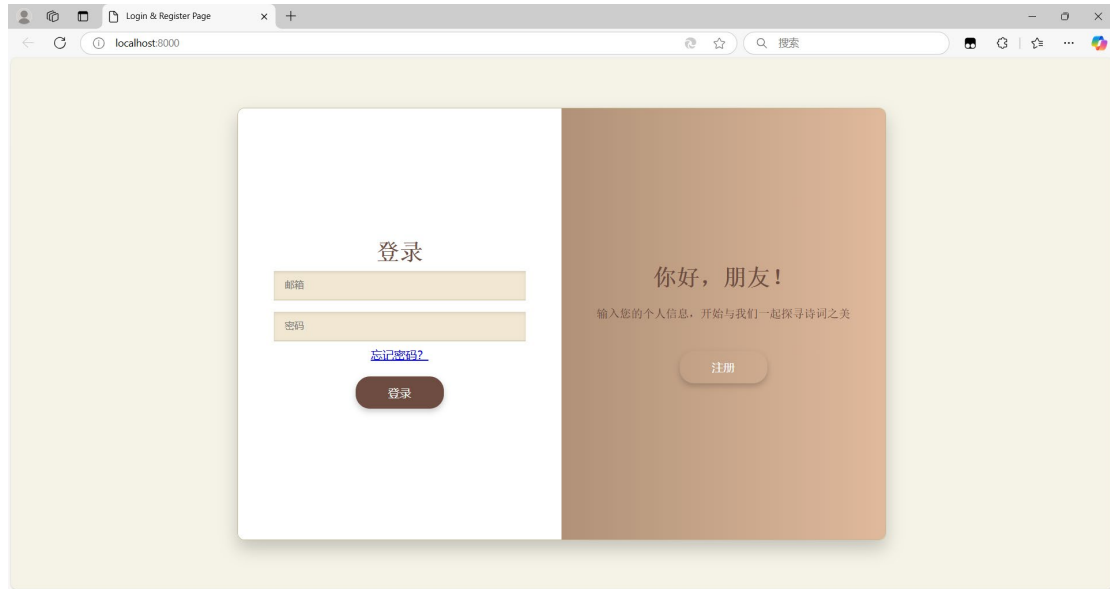 Login & Register Page
localhost:8000
搜索
登录
邮箱
密码
忘记密码？
登录
你好，朋友！
输入您的个人信息，开始与我们一起探寻诗词之美
注册